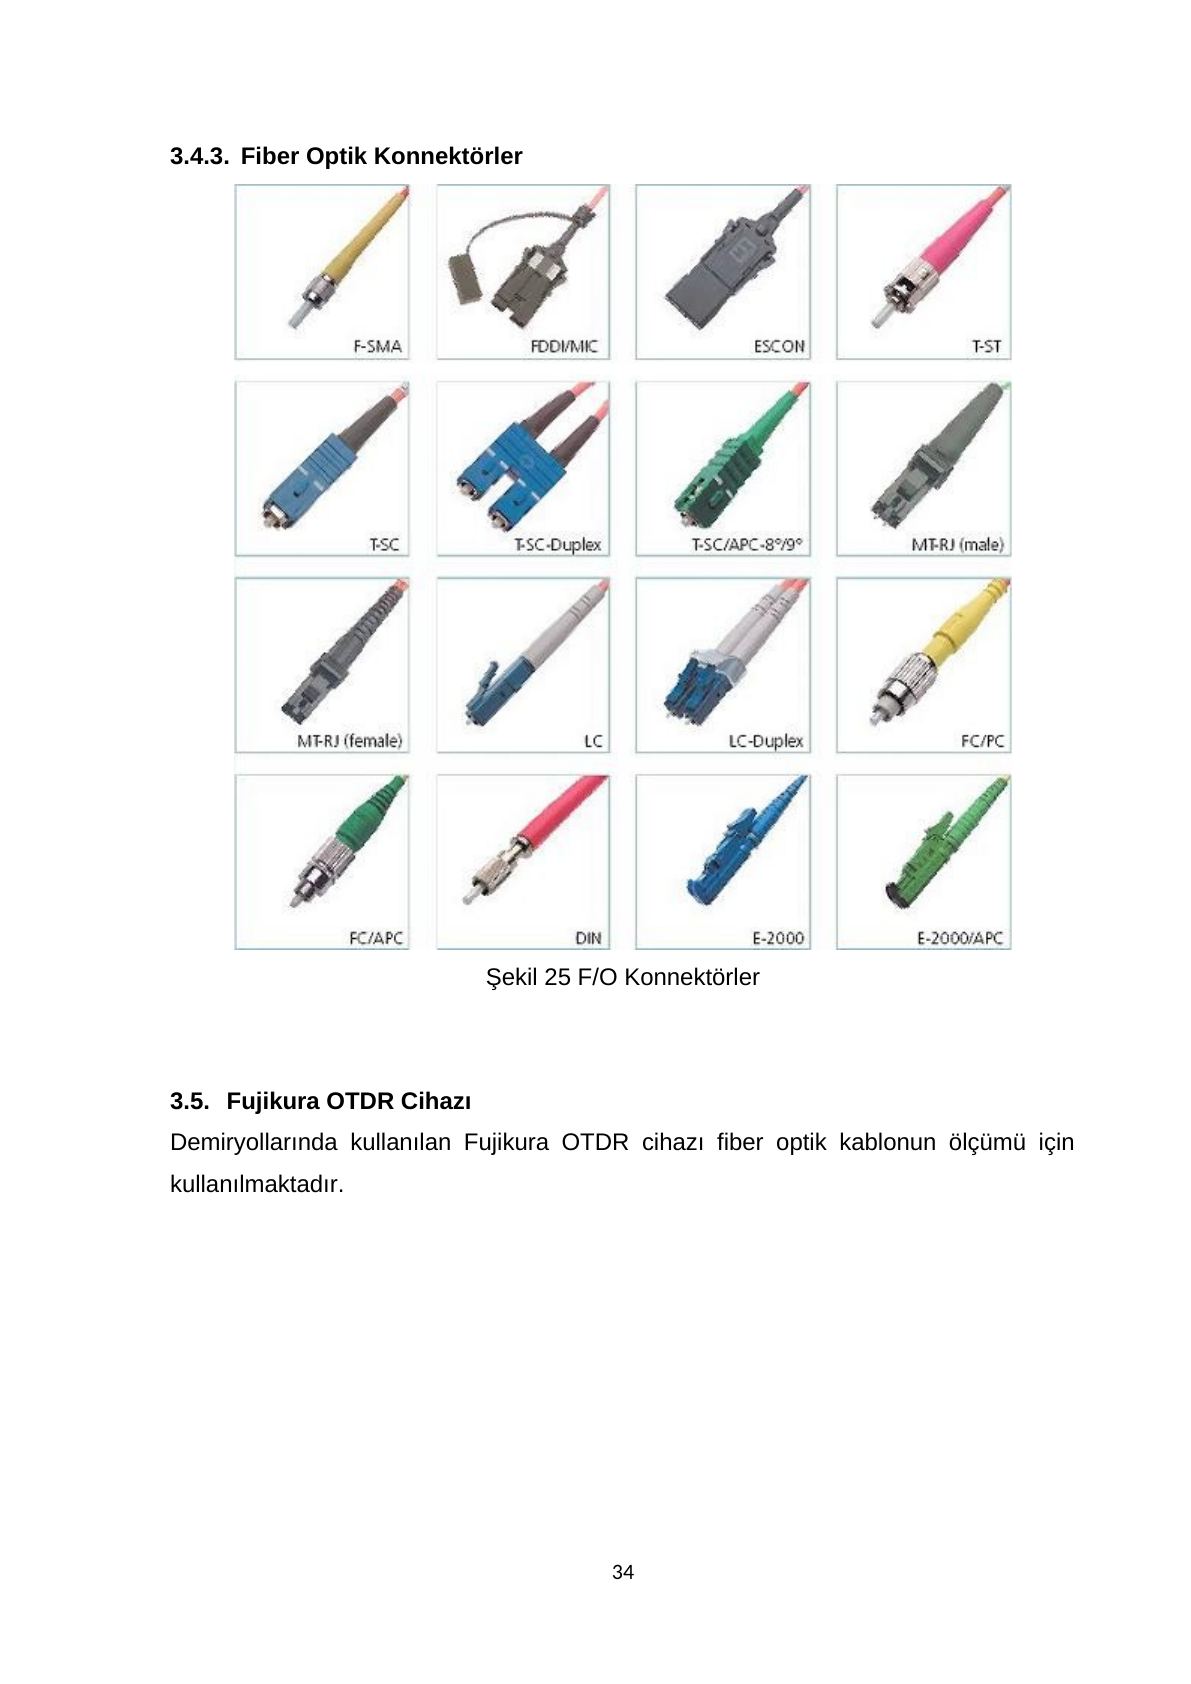 3.4.3. Fiber Optik Konnektörler
F-SMA
FDDI/MIC
ESCON
T-ST
T-SC
T-SC-Duplex
T-SC/APC-8°/9°
MT-RJ (male)
MT-RJ (female)
LC
LC-Duplex
FC/PC
FC/APC
DIN
E-2000
E-2000/APC
Şekil 25 F/O Konnektörler
3.5. Fujikura OTDR Cihazı
Demiryollarında kullanılan Fujikura OTDR cihazı fiber optik kablonun ölçümü için
kullanılmaktadır.
34